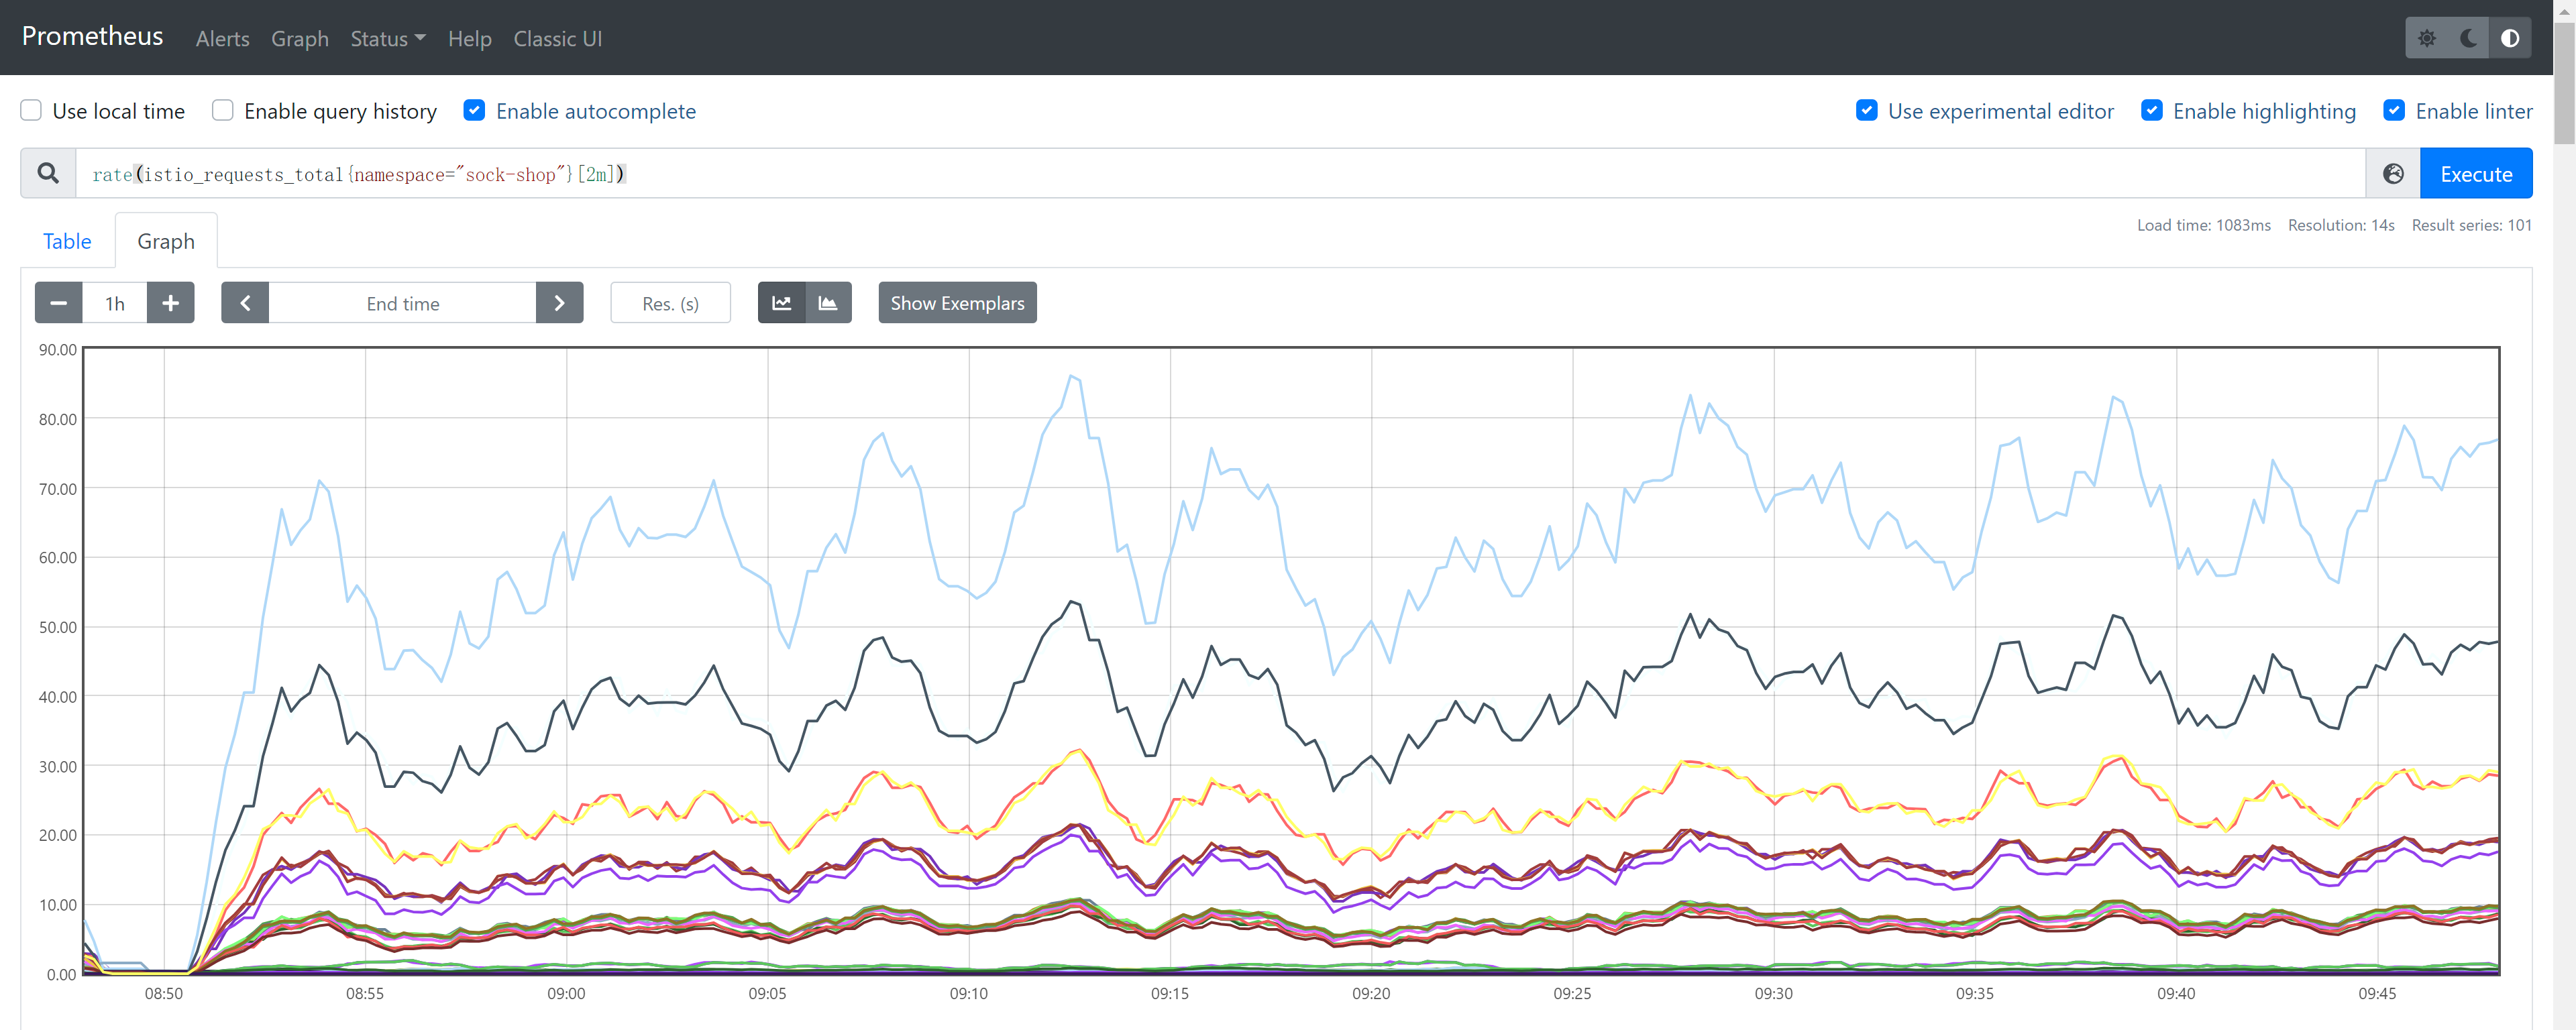 Prometheus Alerts Graph Status Help Classic UI
Use local time Enable query history Enable autocomplete Use experimental editor Enable highlighting Enable linter
rate(istio_requests_total{namespace="sock-shop"}[2m]) Execute
Load time: 1083ms Resolution: 14s Result series: 101
Table Graph
1h End time Res. (s) Show Exemplars
90.00
80.00
70.00
60.00
50.00
40.00
30.00
20.00
10.00
0.00
08:50 08:55 09:00 09:05 09:10 09:15 09:20 09:25 09:30 09:35 09:40 09:45